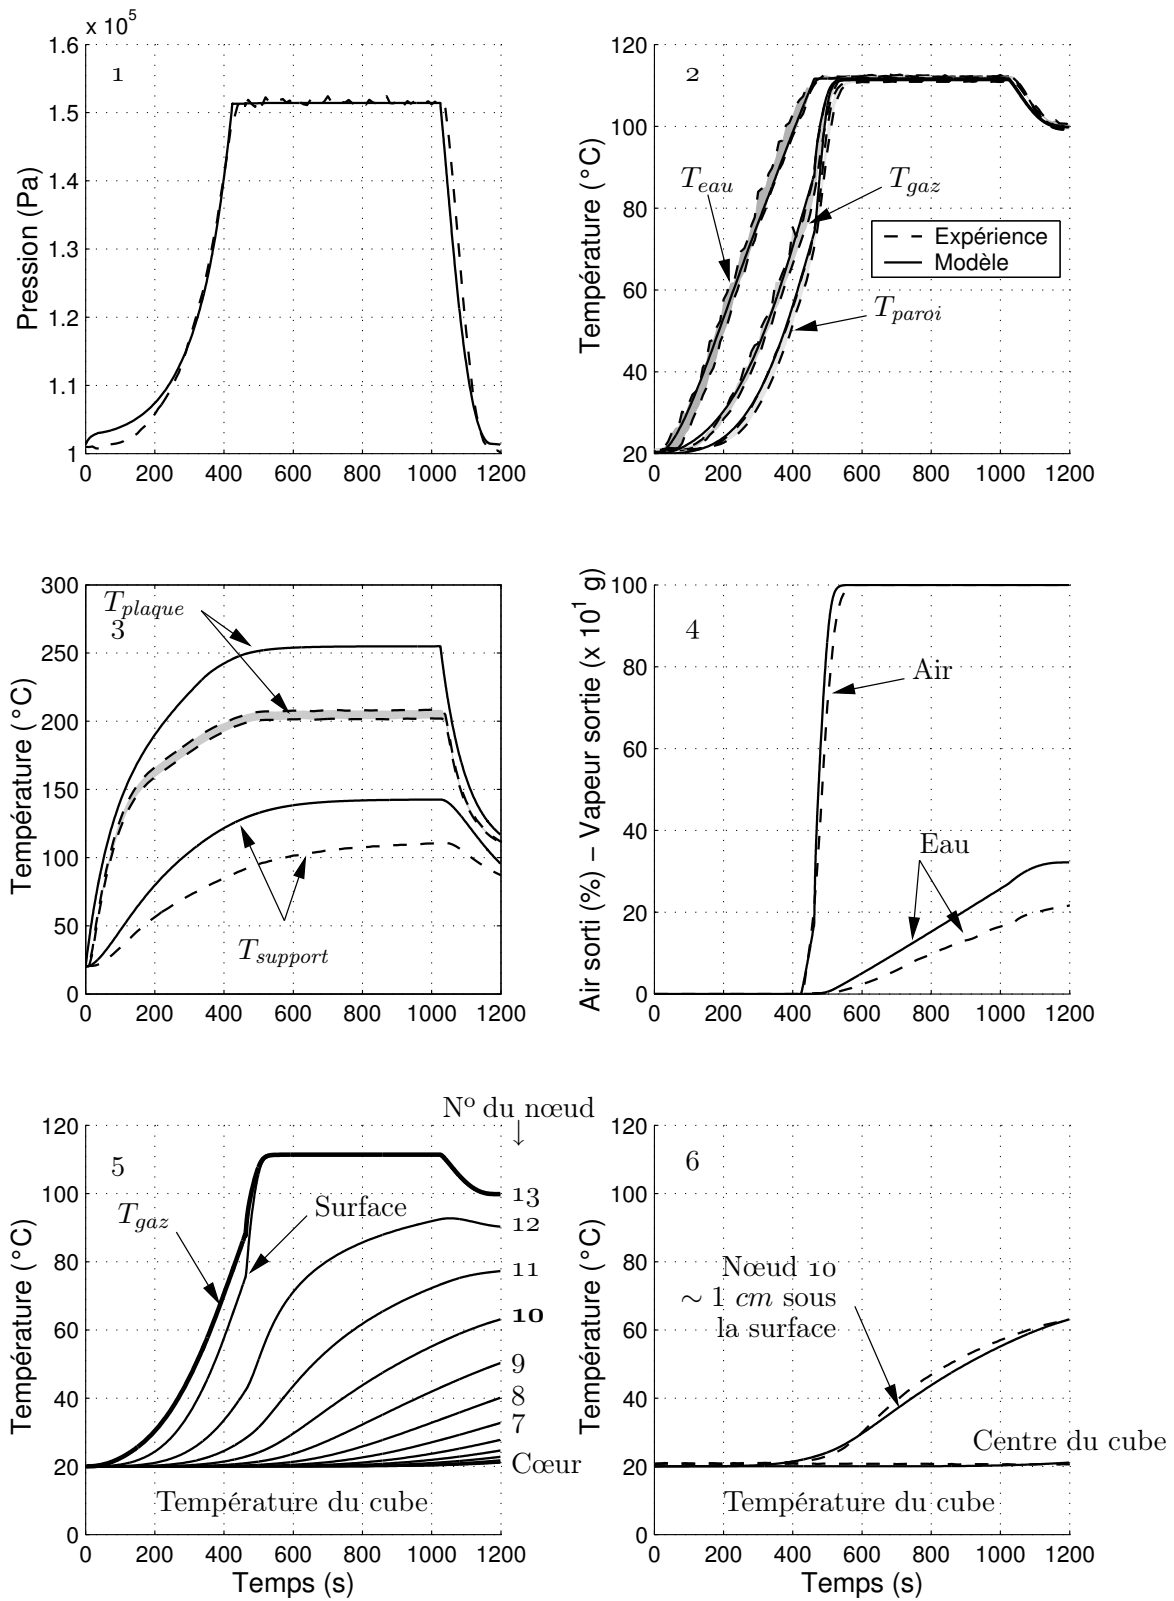 x 10⁵
1.6
1.5
1.4
1.3
1.2
1.1
1
Pression (Pa)
1
0 200 400 600 800 1000 1200
120
100
80
60
40
20
Température (°C)
2
T_eau
T_gaz
Expérience
Modèle
T_paroi
0 200 400 600 800 1000 1200
300
250
200
150
100
50
0
Température (°C)
T_plaque
3
T_support
0 200 400 600 800 1000 1200
100
80
60
40
20
0
Air sorti (%) − Vapeur sortie (x 10¹ g)
4
Air
Eau
0 200 400 600 800 1000 1200
Nº du nœud
↓
120
100
80
60
40
20
0
Température (°C)
5
T_gaz
Surface
13
12
11
10
9
8
7
Cœur
Température du cube
0 200 400 600 800 1000 1200
Temps (s)
120
100
80
60
40
20
0
Température (°C)
6
Nœud 10
∼ 1 cm sous
la surface
Centre du cube
Température du cube
0 200 400 600 800 1000 1200
Temps (s)